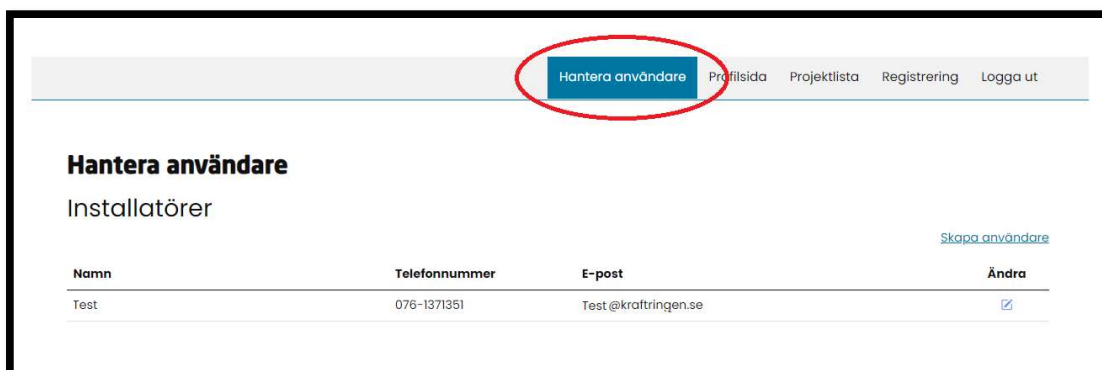 Hantera användare Profilsida Projektlista Registrering Logga ut
Hantera användare
Installatörer
Skapa användare
Namn Telefonnummer E-post Ändra
Test 076-1371351 Test@kraftringen.se